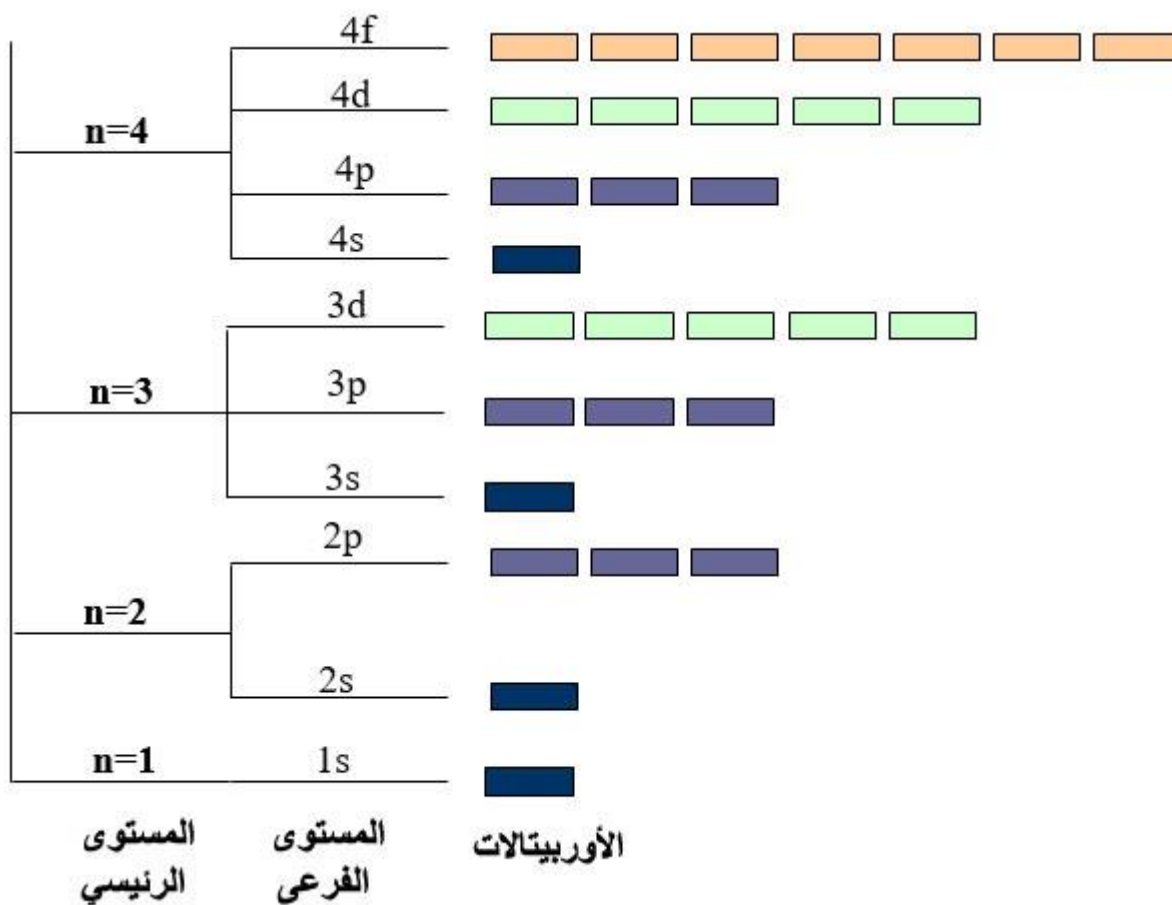 4f
4d
n=4
4p
4s
3d
n=3
3p
3s
2p
n=2
2s
n=1
1s
المستوى الرئيسي
المستوى الفرعى
الأوربيتالات